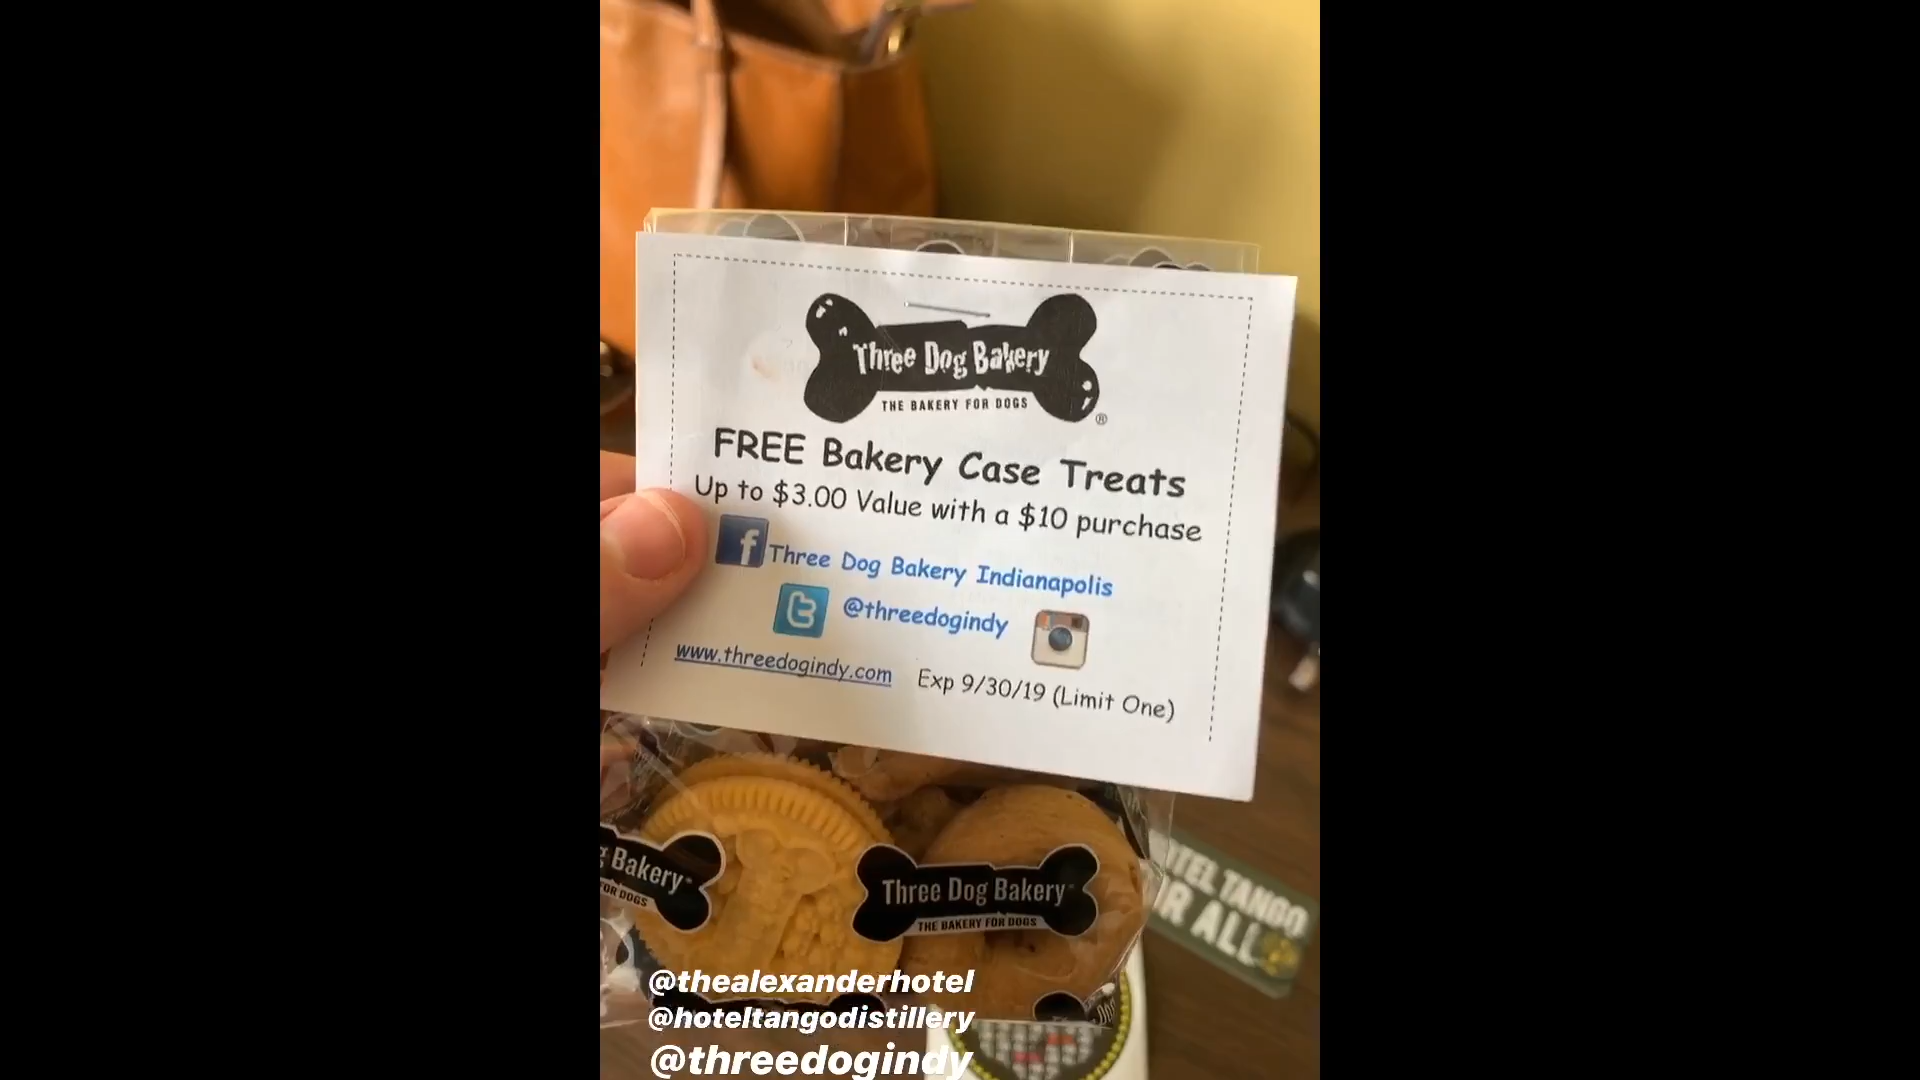 Three Dog Bakery
THE BAKERY FOR DOGS
®
FREE Bakery Case Treats
Up to $3.00 Value with a $10 purchase
f Three Dog Bakery Indianapolis
t @threedogindy
www.threedogindy.com Exp 9/30/19 (Limit One)
Bakery
FOR DOGS
Three Dog Bakery
THE BAKERY FOR DOGS
TEL TANGO
R ALL
@thealexanderhotel
@hoteltangodistillery
@threedogindy